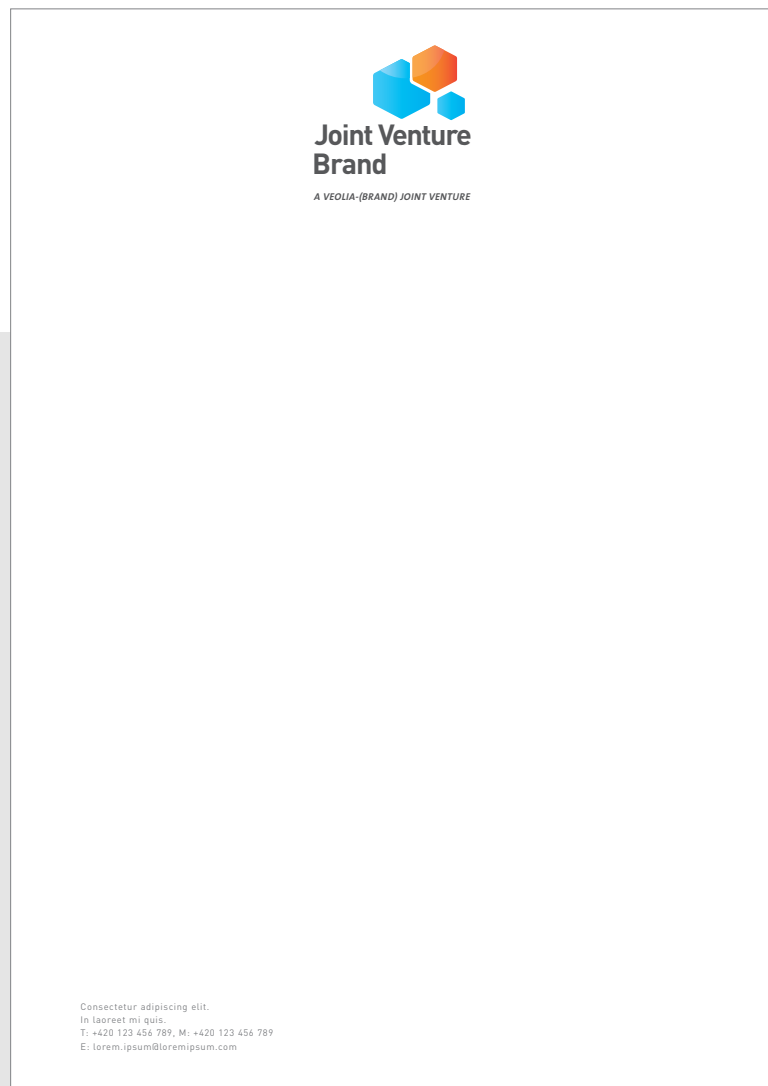 Joint Venture
Brand
A VEOLIA-(BRAND) JOINT VENTURE
Consectetur adipiscing elit.
In laoreet mi quis.
T: +420 123 456 789, M: +420 123 456 789
E: lorem.ipsum@loremipsum.com